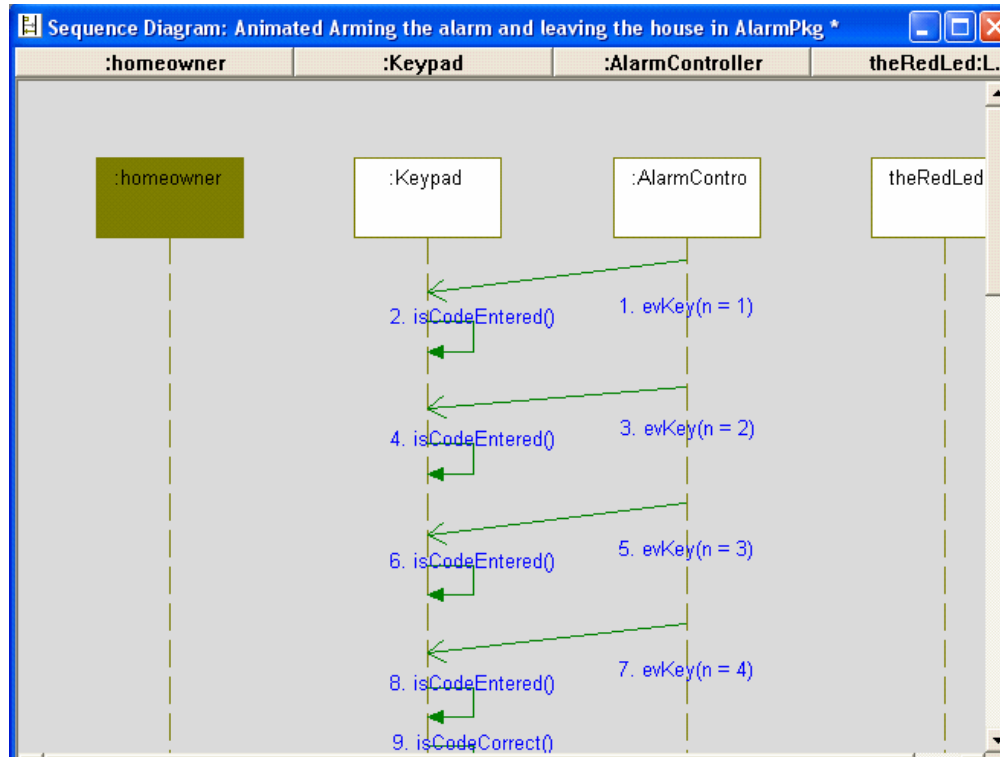 Sequence Diagram: Animated Arming the alarm and leaving the house in AlarmPkg *
:homeowner :Keypad :AlarmController theRedLed:L.
:homeowner :Keypad :AlarmContro theRedLed
1. evKey(n = 1)
2. isCodeEntered()
3. evKey(n = 2)
4. isCodeEntered()
5. evKey(n = 3)
6. isCodeEntered()
7. evKey(n = 4)
8. isCodeEntered()
9. isCodeCorrect()